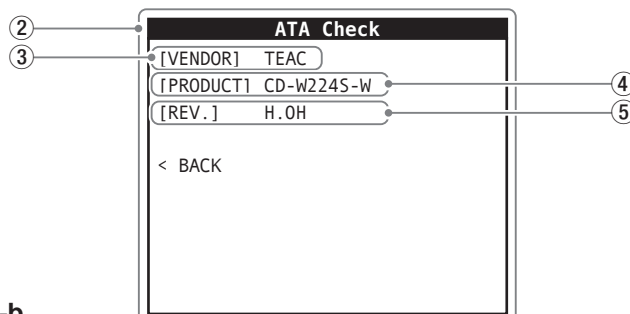 ② ATA Check
③ [VENDOR] TEAC
[PRODUCT] CD-W224S-W ④
[REV.] H.0H ⑤
< BACK
-b